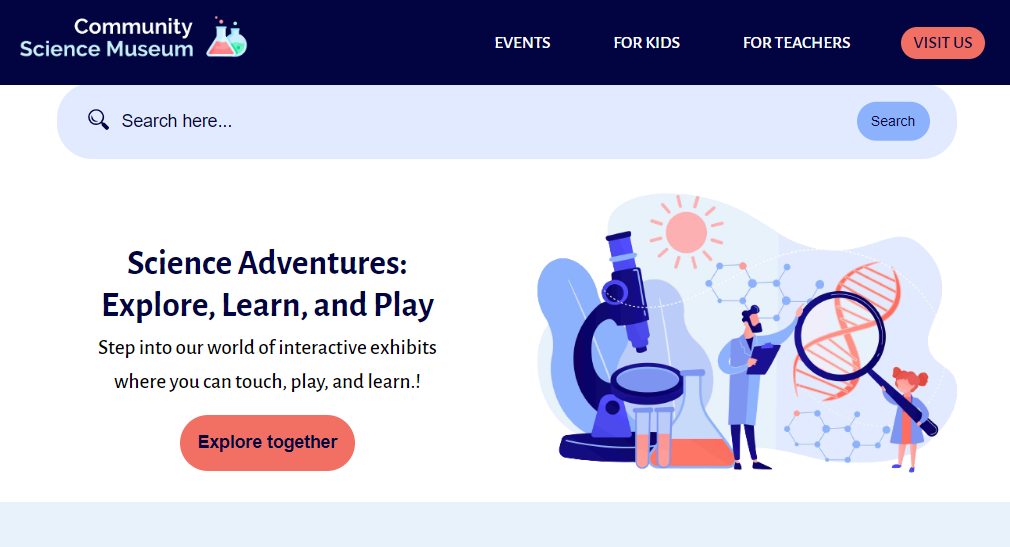 Community
Science Museum
EVENTS
FOR KIDS
FOR TEACHERS
VISIT US
Search here...
Search
Science Adventures:
Explore, Learn, and Play
Step into our world of interactive exhibits
where you can touch, play, and learn.!
Explore together